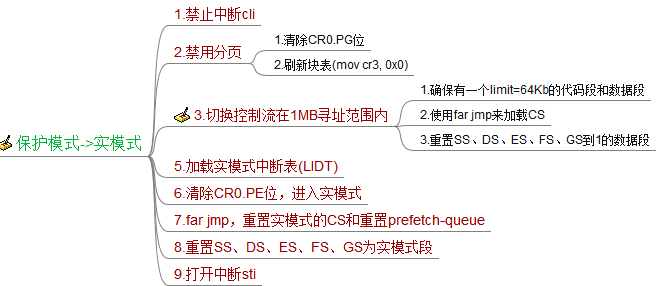 保护模式->实模式
1.禁止中断cli
2.禁用分页
1.清除CR0.PG位
2.刷新块表(mov cr3, 0x0)
3.切换控制流在1MB寻址范围内
1.确保有一个limit=64Kb的代码段和数据段
2.使用far jmp来加载CS
3.重置SS、DS、ES、FS、GS到1的数据段
5.加载实模式中断表(LIDT)
6.清除CR0.PE位，进入实模式
7.far jmp，重置实模式的CS和重置prefetch-queue
8.重置SS、DS、ES、FS、GS为实模式段
9.打开中断sti